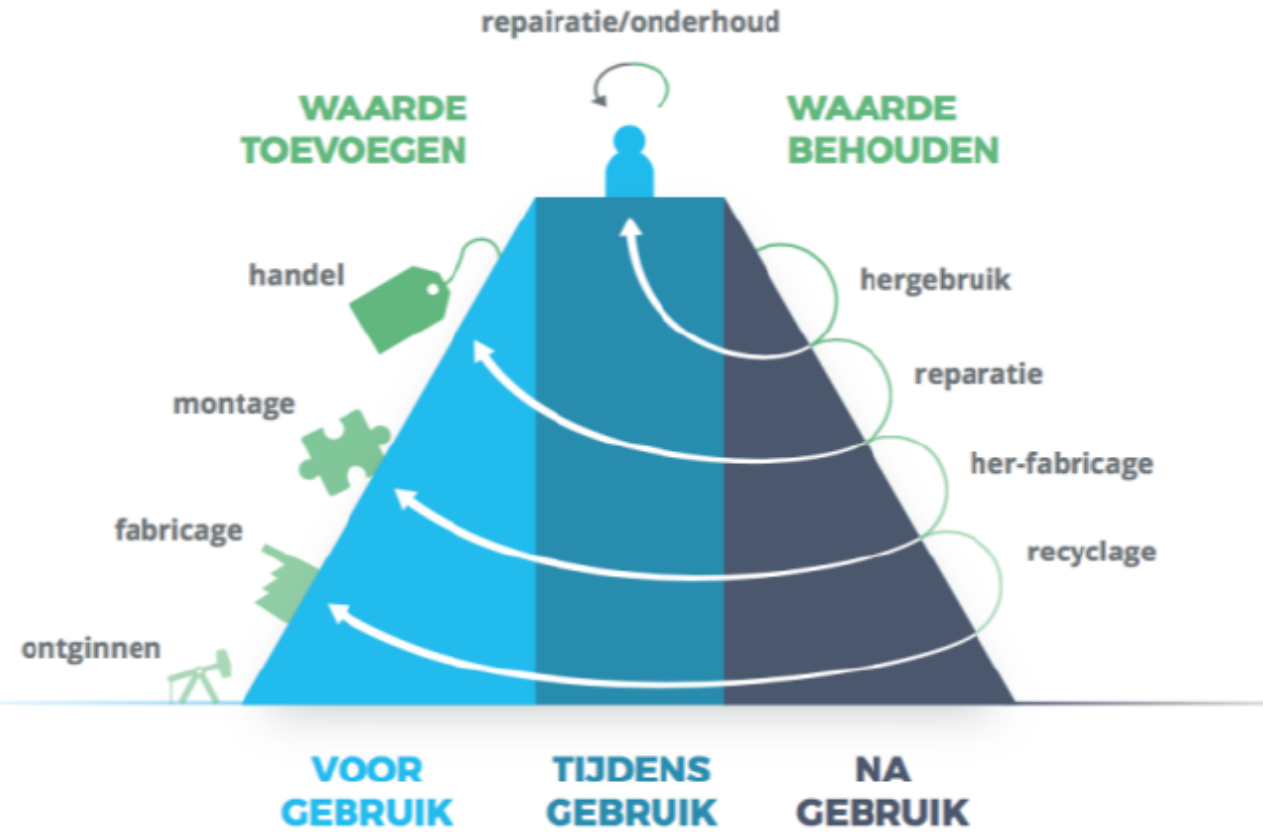 repairatie/onderhoud
WAARDE
TOEVOEGEN
WAARDE
BEHOUDEN
handel
hergebruik
reparatie
montage
her-fabricage
fabricage
recyclage
ontginnen
VOOR
GEBRUIK
TIJDENS
GEBRUIK
NA
GEBRUIK